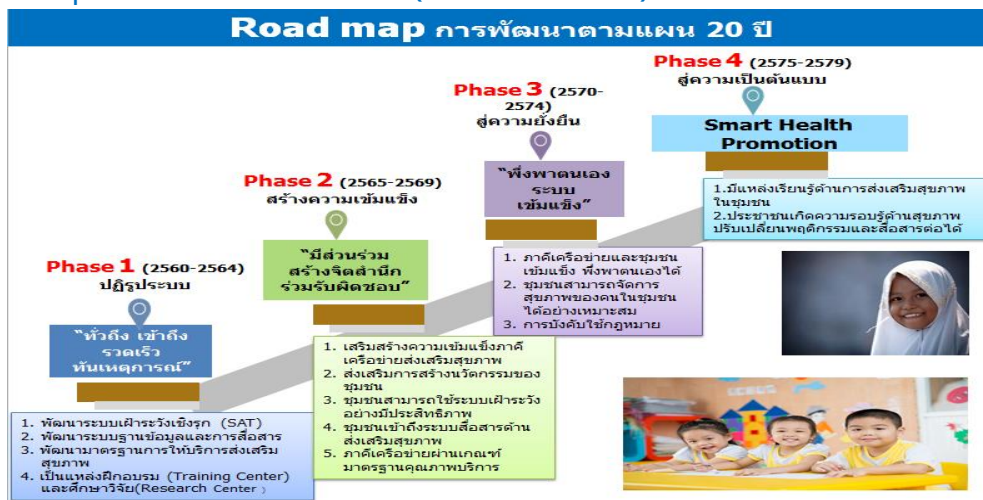 Road map การพัฒนาตามแผน 20 ปี
Phase 1 (2560-2564)
ปฏิรูประบบ
“ทั่วถึง เข้าถึง
รวดเร็ว
ทันเหตุการณ์”
1. พัฒนาระบบเฝ้าระวังเชิงรุก (SAT)
2. พัฒนาระบบฐานข้อมูลและการสื่อสาร
3. พัฒนามาตรฐานการให้บริการส่งเสริม
สุขภาพ
4. เป็นแหล่งฝึกอบรม (Training Center)
และศึกษาวิจัย(Research Center )
Phase 2 (2565-2569)
สร้างความเข้มแข็ง
“มีส่วนร่วม
สร้างจิตสำนึก
ร่วมรับผิดชอบ”
1. เสริมสร้างความเข้มแข็งภาคี
เครือข่ายส่งเสริมสุขภาพ
2. ส่งเสริมการสร้างนวัตกรรมของ
ชุมชน
3. ชุมชนสามารถใช้ระบบเฝ้าระวัง
อย่างมีประสิทธิภาพ
4. ชุมชนเข้าถึงระบบสื่อสารด้าน
ส่งเสริมสุขภาพ
5. ภาคีเครือข่ายผ่านเกณฑ์
มาตรฐานคุณภาพบริการ
Phase 3 (2570-
2574)
สู่ความยั่งยืน
“พึ่งพาตนเอง
ระบบ
เข้มแข็ง”
1. ภาคีเครือข่ายและชุมชน
เข้มแข็ง พึ่งพาตนเองได้
2. ชุมชนสามารถจัดการ
สุขภาพของคนในชุมชน
ได้อย่างเหมาะสม
3. การบังคับใช้กฎหมาย
Phase 4 (2575-2579)
สู่ความเป็นต้นแบบ
Smart Health
Promotion
1.มีแหล่งเรียนรู้ด้านการส่งเสริมสุขภาพ
ในชุมชน
2.ประชาชนเกิดความรอบรู้ด้านสุขภาพ
ปรับเปลี่ยนพฤติกรรมและสื่อสารต่อได้